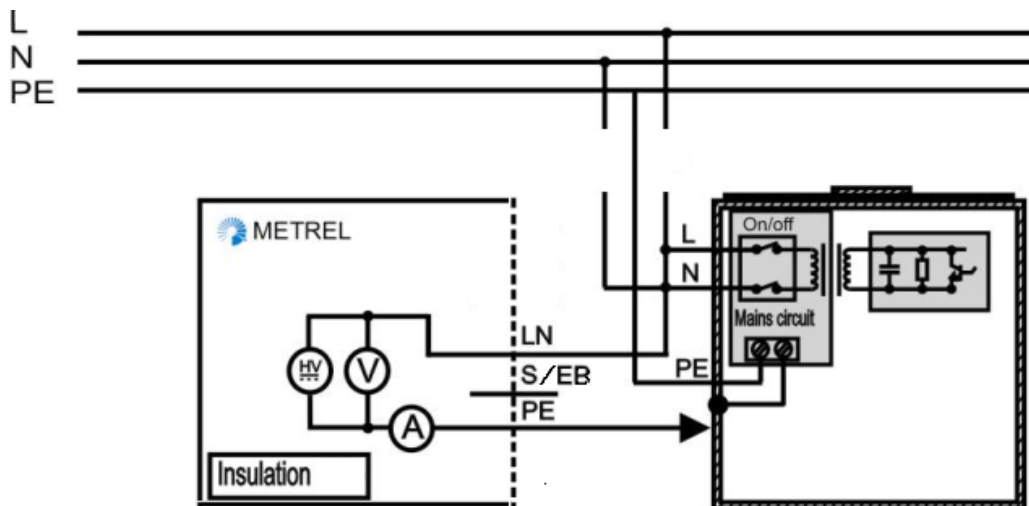 L
N
PE
METREL
On/off
L
N
Mains circuit
HV
V
LN
S/EB
PE
PE
A
Insulation